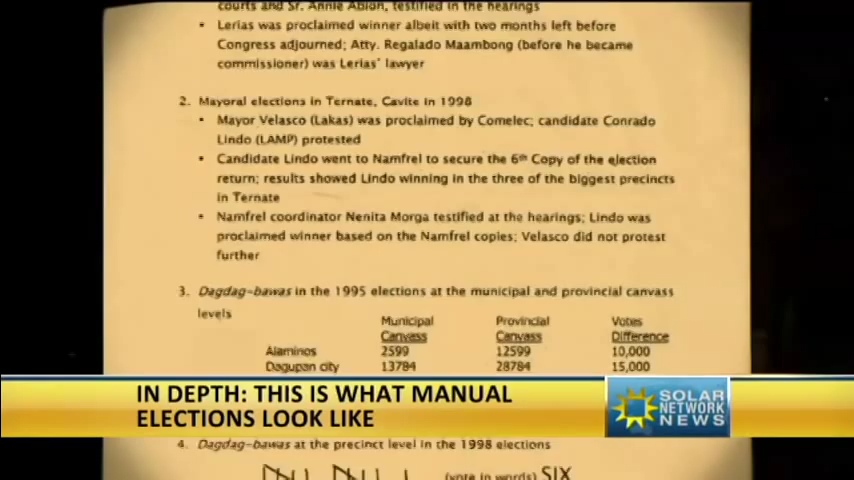 courts and Sr. Annie Abion, testified in the hearings
• Lerias was proclaimed winner albeit with two months left before
Congress adjourned; Atty. Regalado Maambong (before he became
commissioner) was Lerias' lawyer
2. Mayoral elections in Ternate, Cavite in 1998
• Mayor Velasco (Lakas) was proclaimed by Comelec; candidate Conrado
Lindo (LAMP) protested
• Candidate Lindo went to Namfrel to secure the 6th Copy of the election
return; results showed Lindo winning in the three of the biggest precincts
in Ternate
• Namfrel coordinator Nenita Morga testified at the hearings; Lindo was
proclaimed winner based on the Namfrel copies; Velasco did not protest
further
3. Dagdag-bawas in the 1995 elections at the municipal and provincial canvass
levels
Municipal Provincial Votes
Canvass Canvass Difference
Alaminos 2599 12599 10,000
Dagupan city 13784 28784 15,000
IN DEPTH: THIS IS WHAT MANUAL
ELECTIONS LOOK LIKE
SOLAR
NETWORK
NEWS
4. Dagdag-bawas at the precinct level in the 1998 elections
(vote in words) SIX